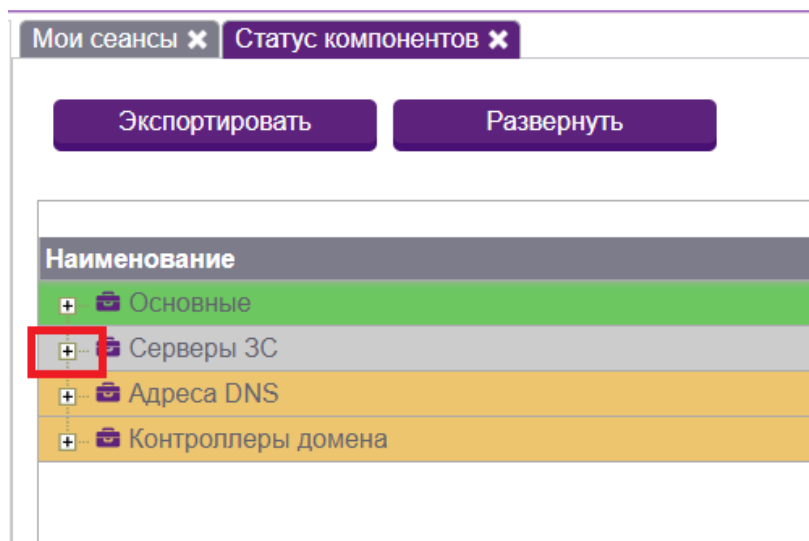 Мои сеансы Статус компонентов
Экспортировать Развернуть
Наименование
Основные
Серверы ЗС
Адреса DNS
Контроллеры домена